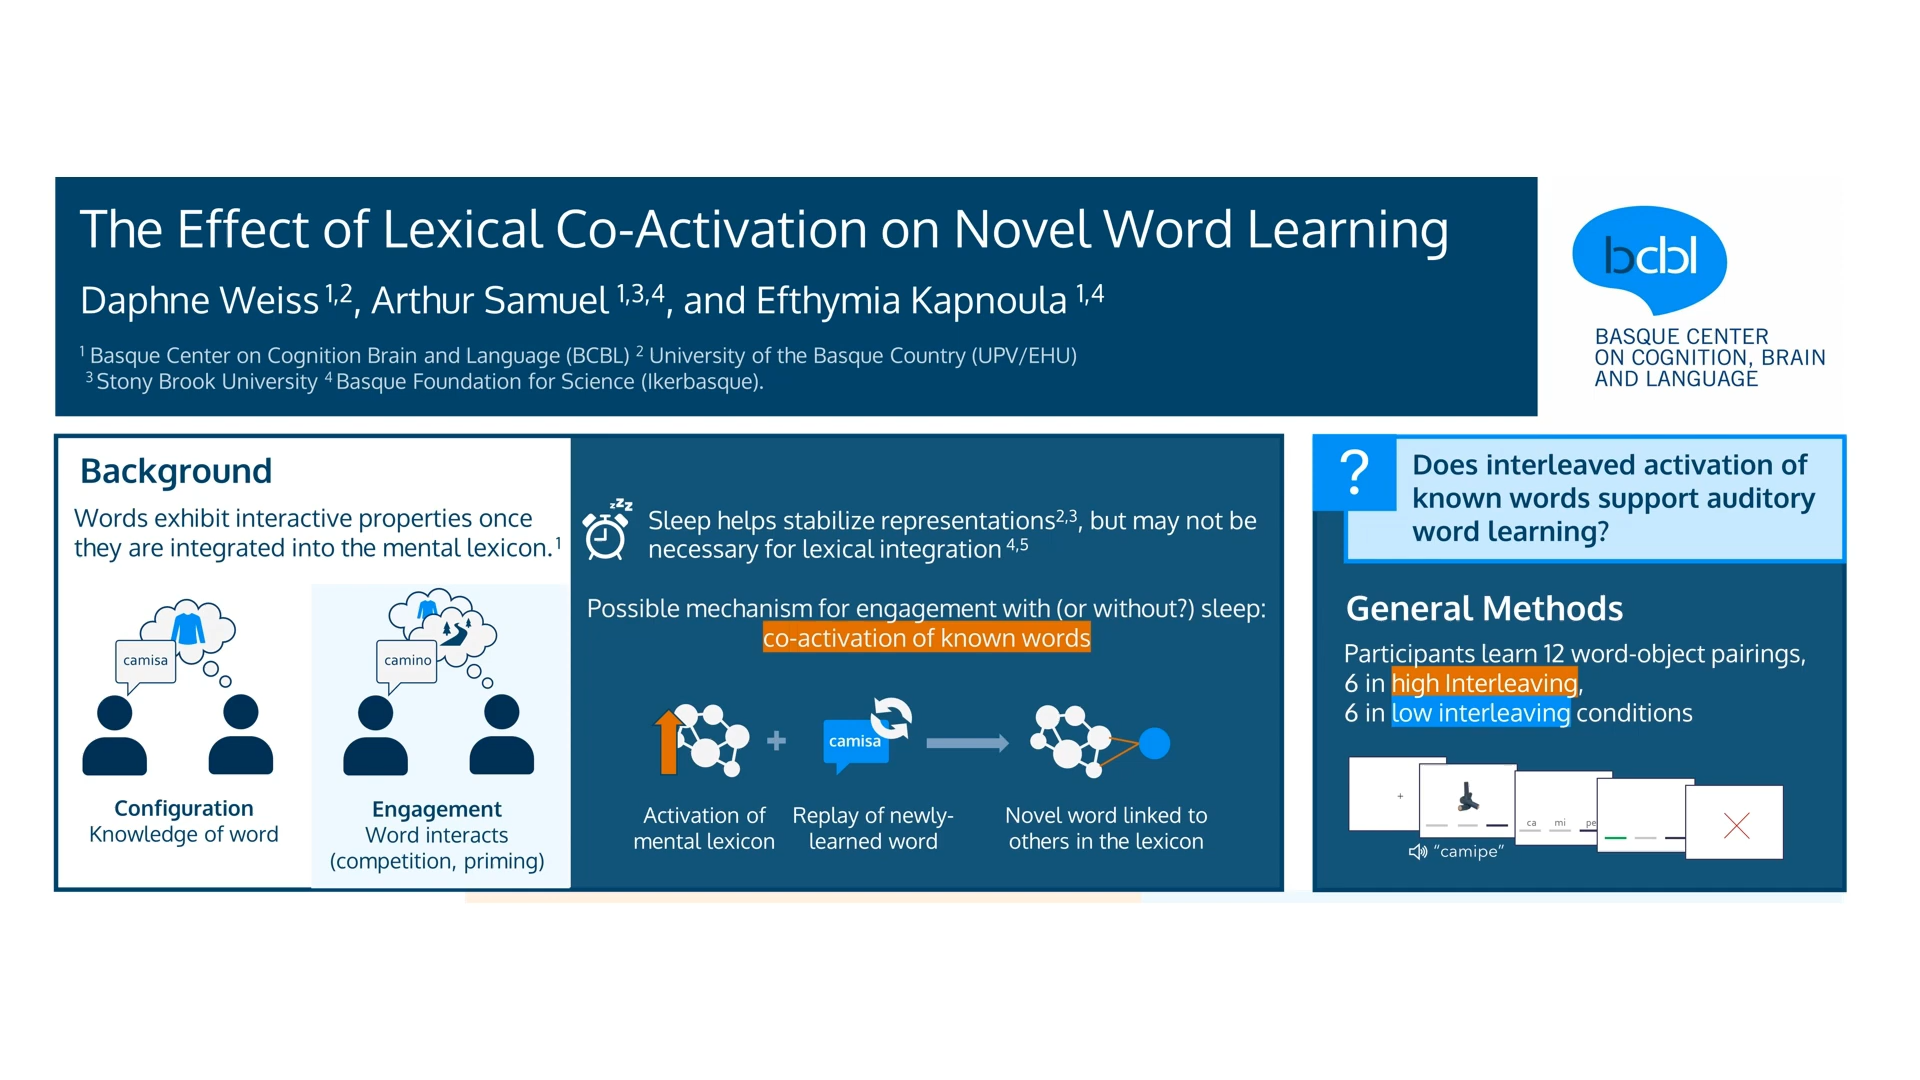 The Effect of Lexical Co-Activation on Novel Word Learning
Daphne Weiss 1,2, Arthur Samuel 1,3,4, and Efthymia Kapnoula 1,4
1 Basque Center on Cognition Brain and Language (BCBL) 2 University of the Basque Country (UPV/EHU)
3 Stony Brook University 4 Basque Foundation for Science (Ikerbasque).
bcbl
BASQUE CENTER
ON COGNITION, BRAIN
AND LANGUAGE
Background
Words exhibit interactive properties once
they are integrated into the mental lexicon.1
camisa
camino
Configuration
Knowledge of word
Engagement
Word interacts
(competition, priming)
zzZ
Sleep helps stabilize representations2,3, but may not be
necessary for lexical integration 4,5
Possible mechanism for engagement with (or without?) sleep:
co-activation of known words
+
camisa
Activation of
mental lexicon
Replay of newly-
learned word
Novel word linked to
others in the lexicon
?
Does interleaved activation of
known words support auditory
word learning?
General Methods
Participants learn 12 word-object pairings,
6 in high Interleaving,
6 in low interleaving conditions
+
ca mi pe
"camipe"